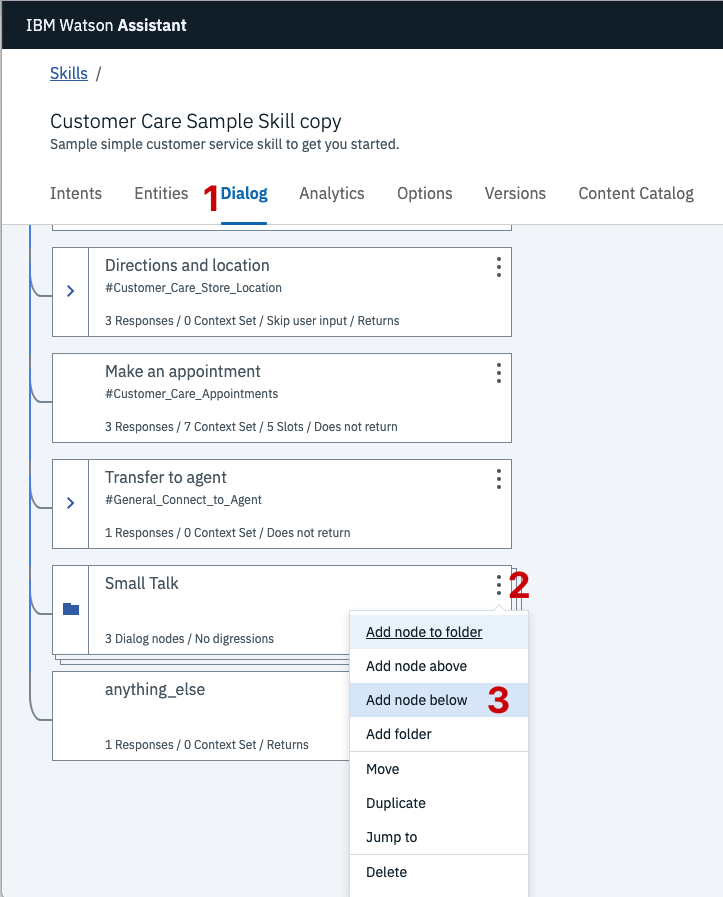 IBM Watson Assistant
Skills /
Customer Care Sample Skill copy
Sample simple customer service skill to get you started.
Intents Entities 1 Dialog Analytics Options Versions Content Catalog
Directions and location
#Customer_Care_Store_Location
3 Responses / 0 Context Set / Skip user input / Returns
Make an appointment
#Customer_Care_Appointments
3 Responses / 7 Context Set / 5 Slots / Does not return
Transfer to agent
#General_Connect_to_Agent
1 Responses / 0 Context Set / Does not return
Small Talk 2
3 Dialog nodes / No digressions
anything_else
1 Responses / 0 Context Set / Returns
Add node to folder
Add node above
Add node below 3
Add folder
Move
Duplicate
Jump to
Delete